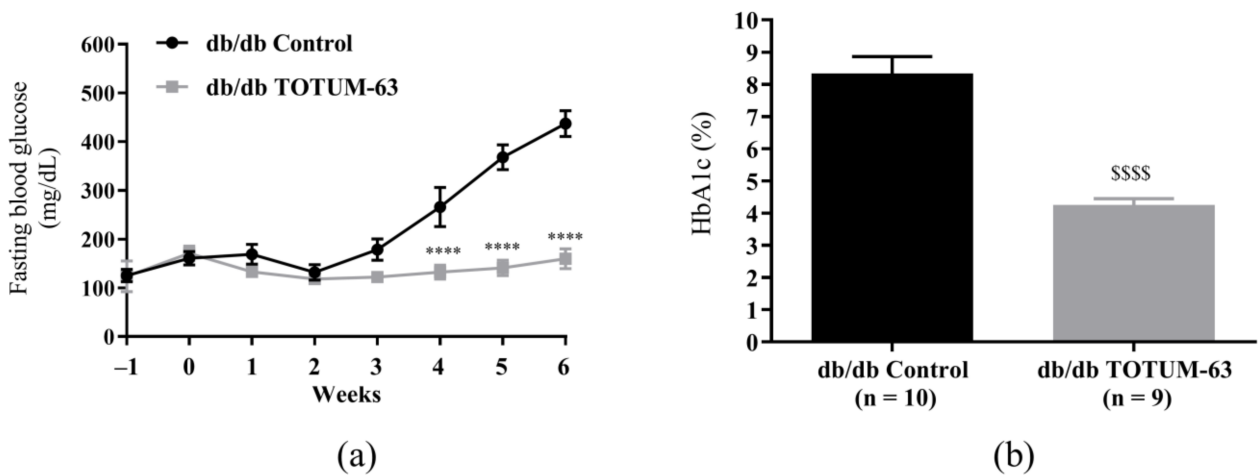 db/db Control
db/db TOTUM-63
Fasting blood glucose
(mg/dL)
600
500
400
300
200
100
0
**** **** ****
–1 0 1 2 3 4 5 6
Weeks
(a)
HbA1c (%)
10
9
8
7
6
5
4
3
2
1
0
$$$$
db/db Control db/db TOTUM-63
(n = 10) (n = 9)
(b)